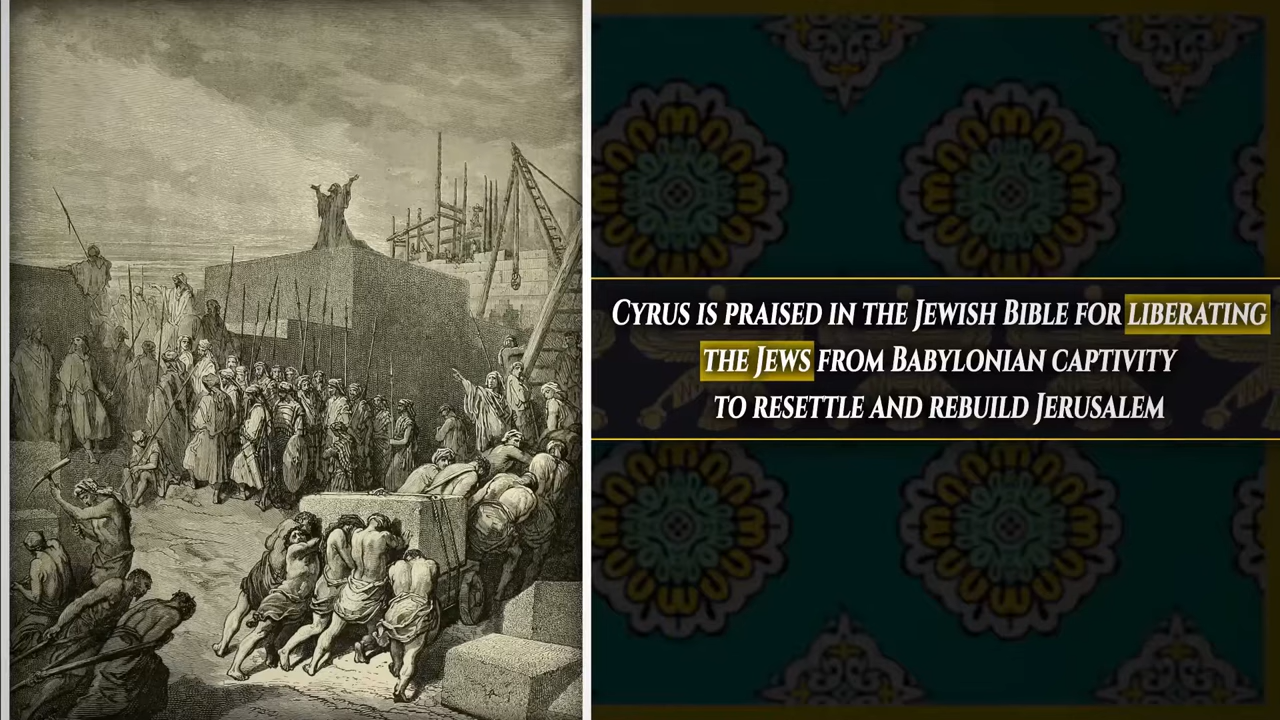 Cyrus is praised in the Jewish Bible for liberating
the Jews from Babylonian captivity
to resettle and rebuild Jerusalem